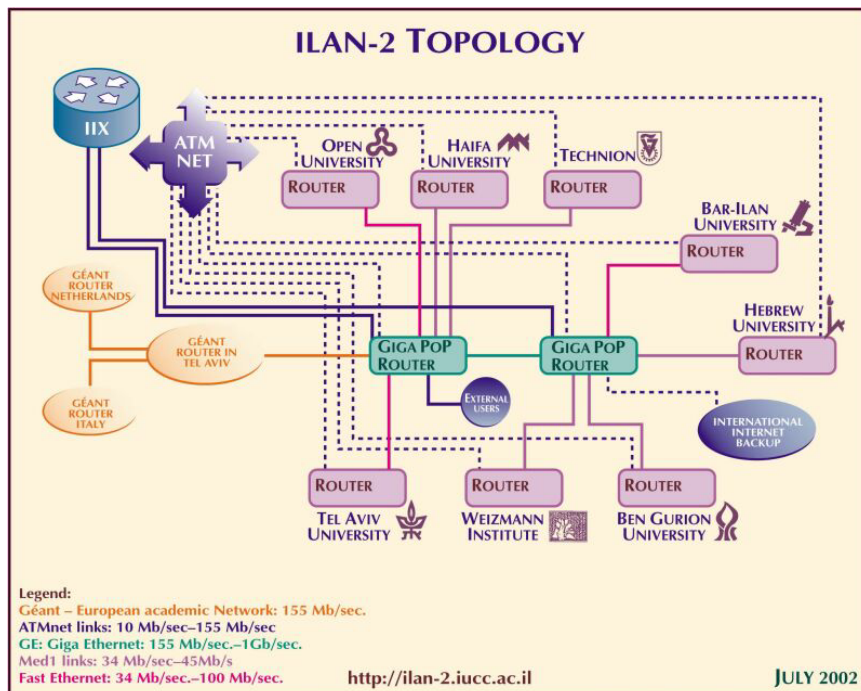 ILAN-2 TOPOLOGY
IIX
ATM
NET
OPEN
UNIVERSITY
ROUTER
HAIFA
UNIVERSITY
ROUTER
TECHNION
ROUTER
BAR-ILAN
UNIVERSITY
ROUTER
GÉANT
ROUTER
NETHERLANDS
GÉANT
ROUTER IN
TEL AVIV
GÉANT
ROUTER
ITALY
GIGA POP
ROUTER
GIGA POP
ROUTER
HEBREW
UNIVERSITY
ROUTER
EXTERNAL
USERS
INTERNATIONAL
INTERNET
BACKUP
ROUTER
TEL AVIV
UNIVERSITY
ROUTER
WEIZMANN
INSTITUTE
ROUTER
BEN GURION
UNIVERSITY
Legend:
Géant – European academic Network: 155 Mb/sec.
ATMnet links: 10 Mb/sec–155 Mb/sec
GE: Giga Ethernet: 155 Mb/sec.–1Gb/sec.
Med1 links: 34 Mb/sec–45Mb/s
Fast Ethernet: 34 Mb/sec.–100 Mb/sec.
http://ilan-2.iucc.ac.il
JULY 2002